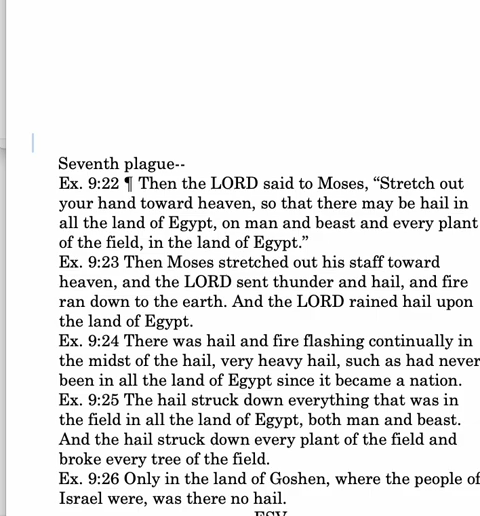 Seventh plague--
Ex. 9:22 ¶ Then the LORD said to Moses, “Stretch out
your hand toward heaven, so that there may be hail in
all the land of Egypt, on man and beast and every plant
of the field, in the land of Egypt.”
Ex. 9:23 Then Moses stretched out his staff toward
heaven, and the LORD sent thunder and hail, and fire
ran down to the earth. And the LORD rained hail upon
the land of Egypt.
Ex. 9:24 There was hail and fire flashing continually in
the midst of the hail, very heavy hail, such as had never
been in all the land of Egypt since it became a nation.
Ex. 9:25 The hail struck down everything that was in
the field in all the land of Egypt, both man and beast.
And the hail struck down every plant of the field and
broke every tree of the field.
Ex. 9:26 Only in the land of Goshen, where the people of
Israel were, was there no hail.
ESV